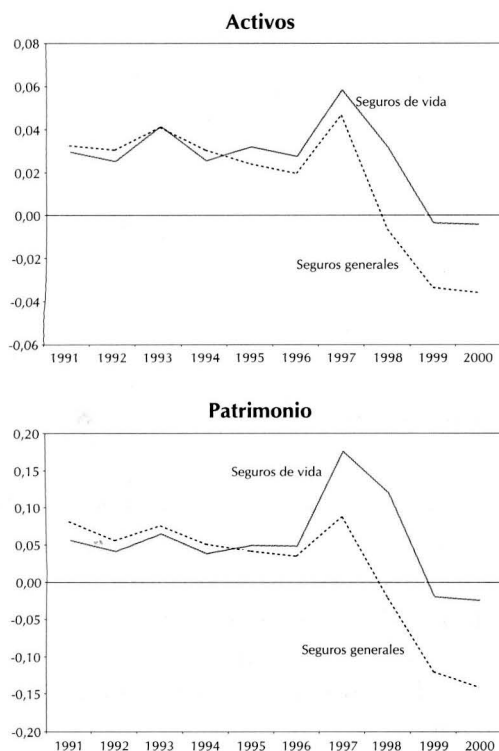 Activos
0,08
0,06
Seguros de vida
0,04
0,02
0,00
Seguros generales
-0,02
-0,04
-0,06
1991 1992 1993 1994 1995 1996 1997 1998 1999 2000
Patrimonio
0,20
0,15
Seguros de vida
0,10
0,05
0,00
-0,05
Seguros generales
-0,10
-0,15
-0,20
1991 1992 1993 1994 1995 1996 1997 1998 1999 2000